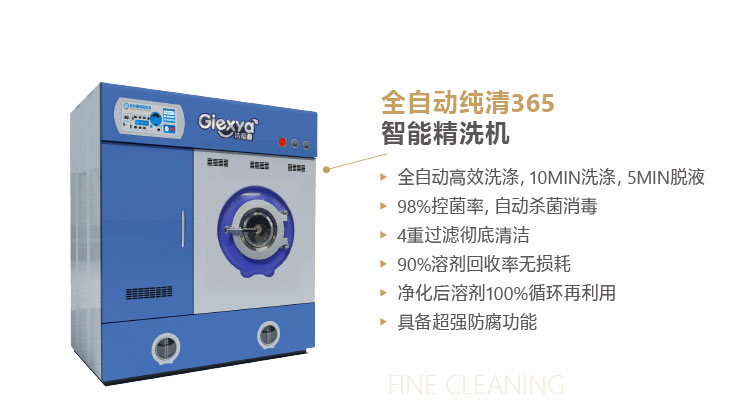 全自动纯清365
智能精洗机
全自动高效洗涤, 10MIN洗涤, 5MIN脱液
98%控菌率, 自动杀菌消毒
4重过滤彻底清洁
90%溶剂回收率无损耗
净化后溶剂100%循环再利用
具备超强防腐功能
FINE CLEANING
Giexya
洁希亚